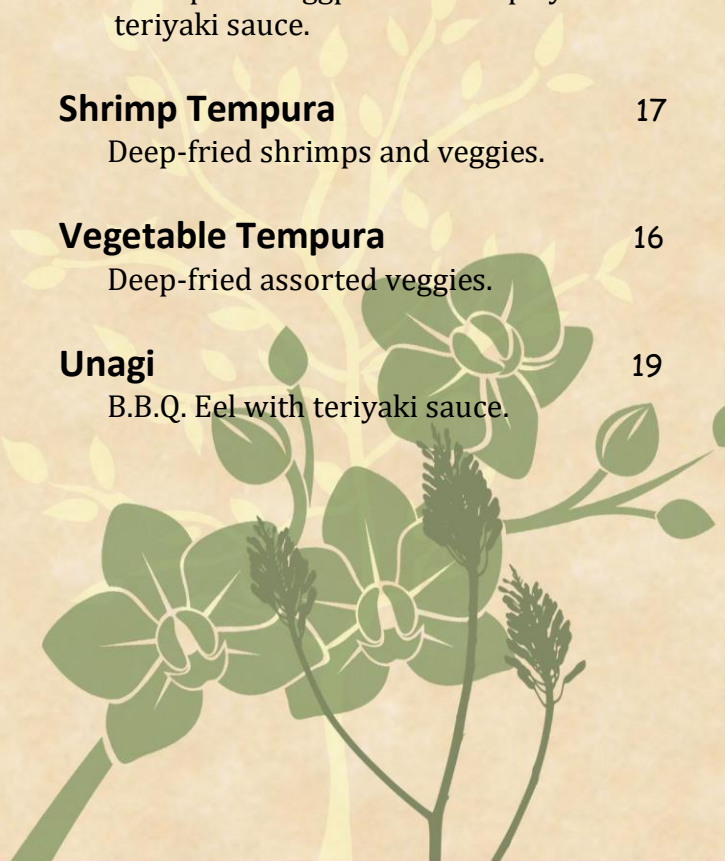 teriyaki sauce.
Shrimp Tempura 17
Deep-fried shrimps and veggies.
Vegetable Tempura 16
Deep-fried assorted veggies.
Unagi 19
B.B.Q. Eel with teriyaki sauce.